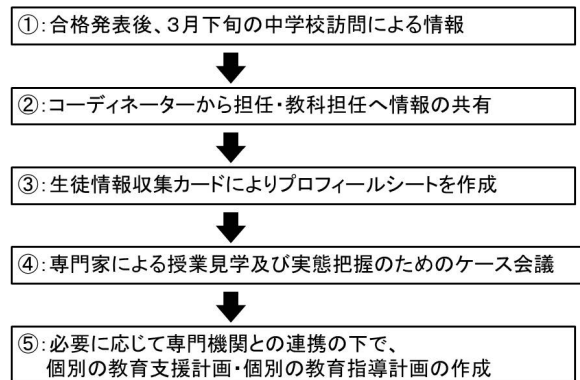 ①:合格発表後、3月下旬の中学校訪問による情報
②:コーディネーターから担任・教科担任へ情報の共有
③:生徒情報収集カードによりプロフィールシートを作成
④:専門家による授業見学及び実態把握のためのケース会議
⑤:必要に応じて専門機関との連携の下で、
個別の教育支援計画・個別の教育指導計画の作成